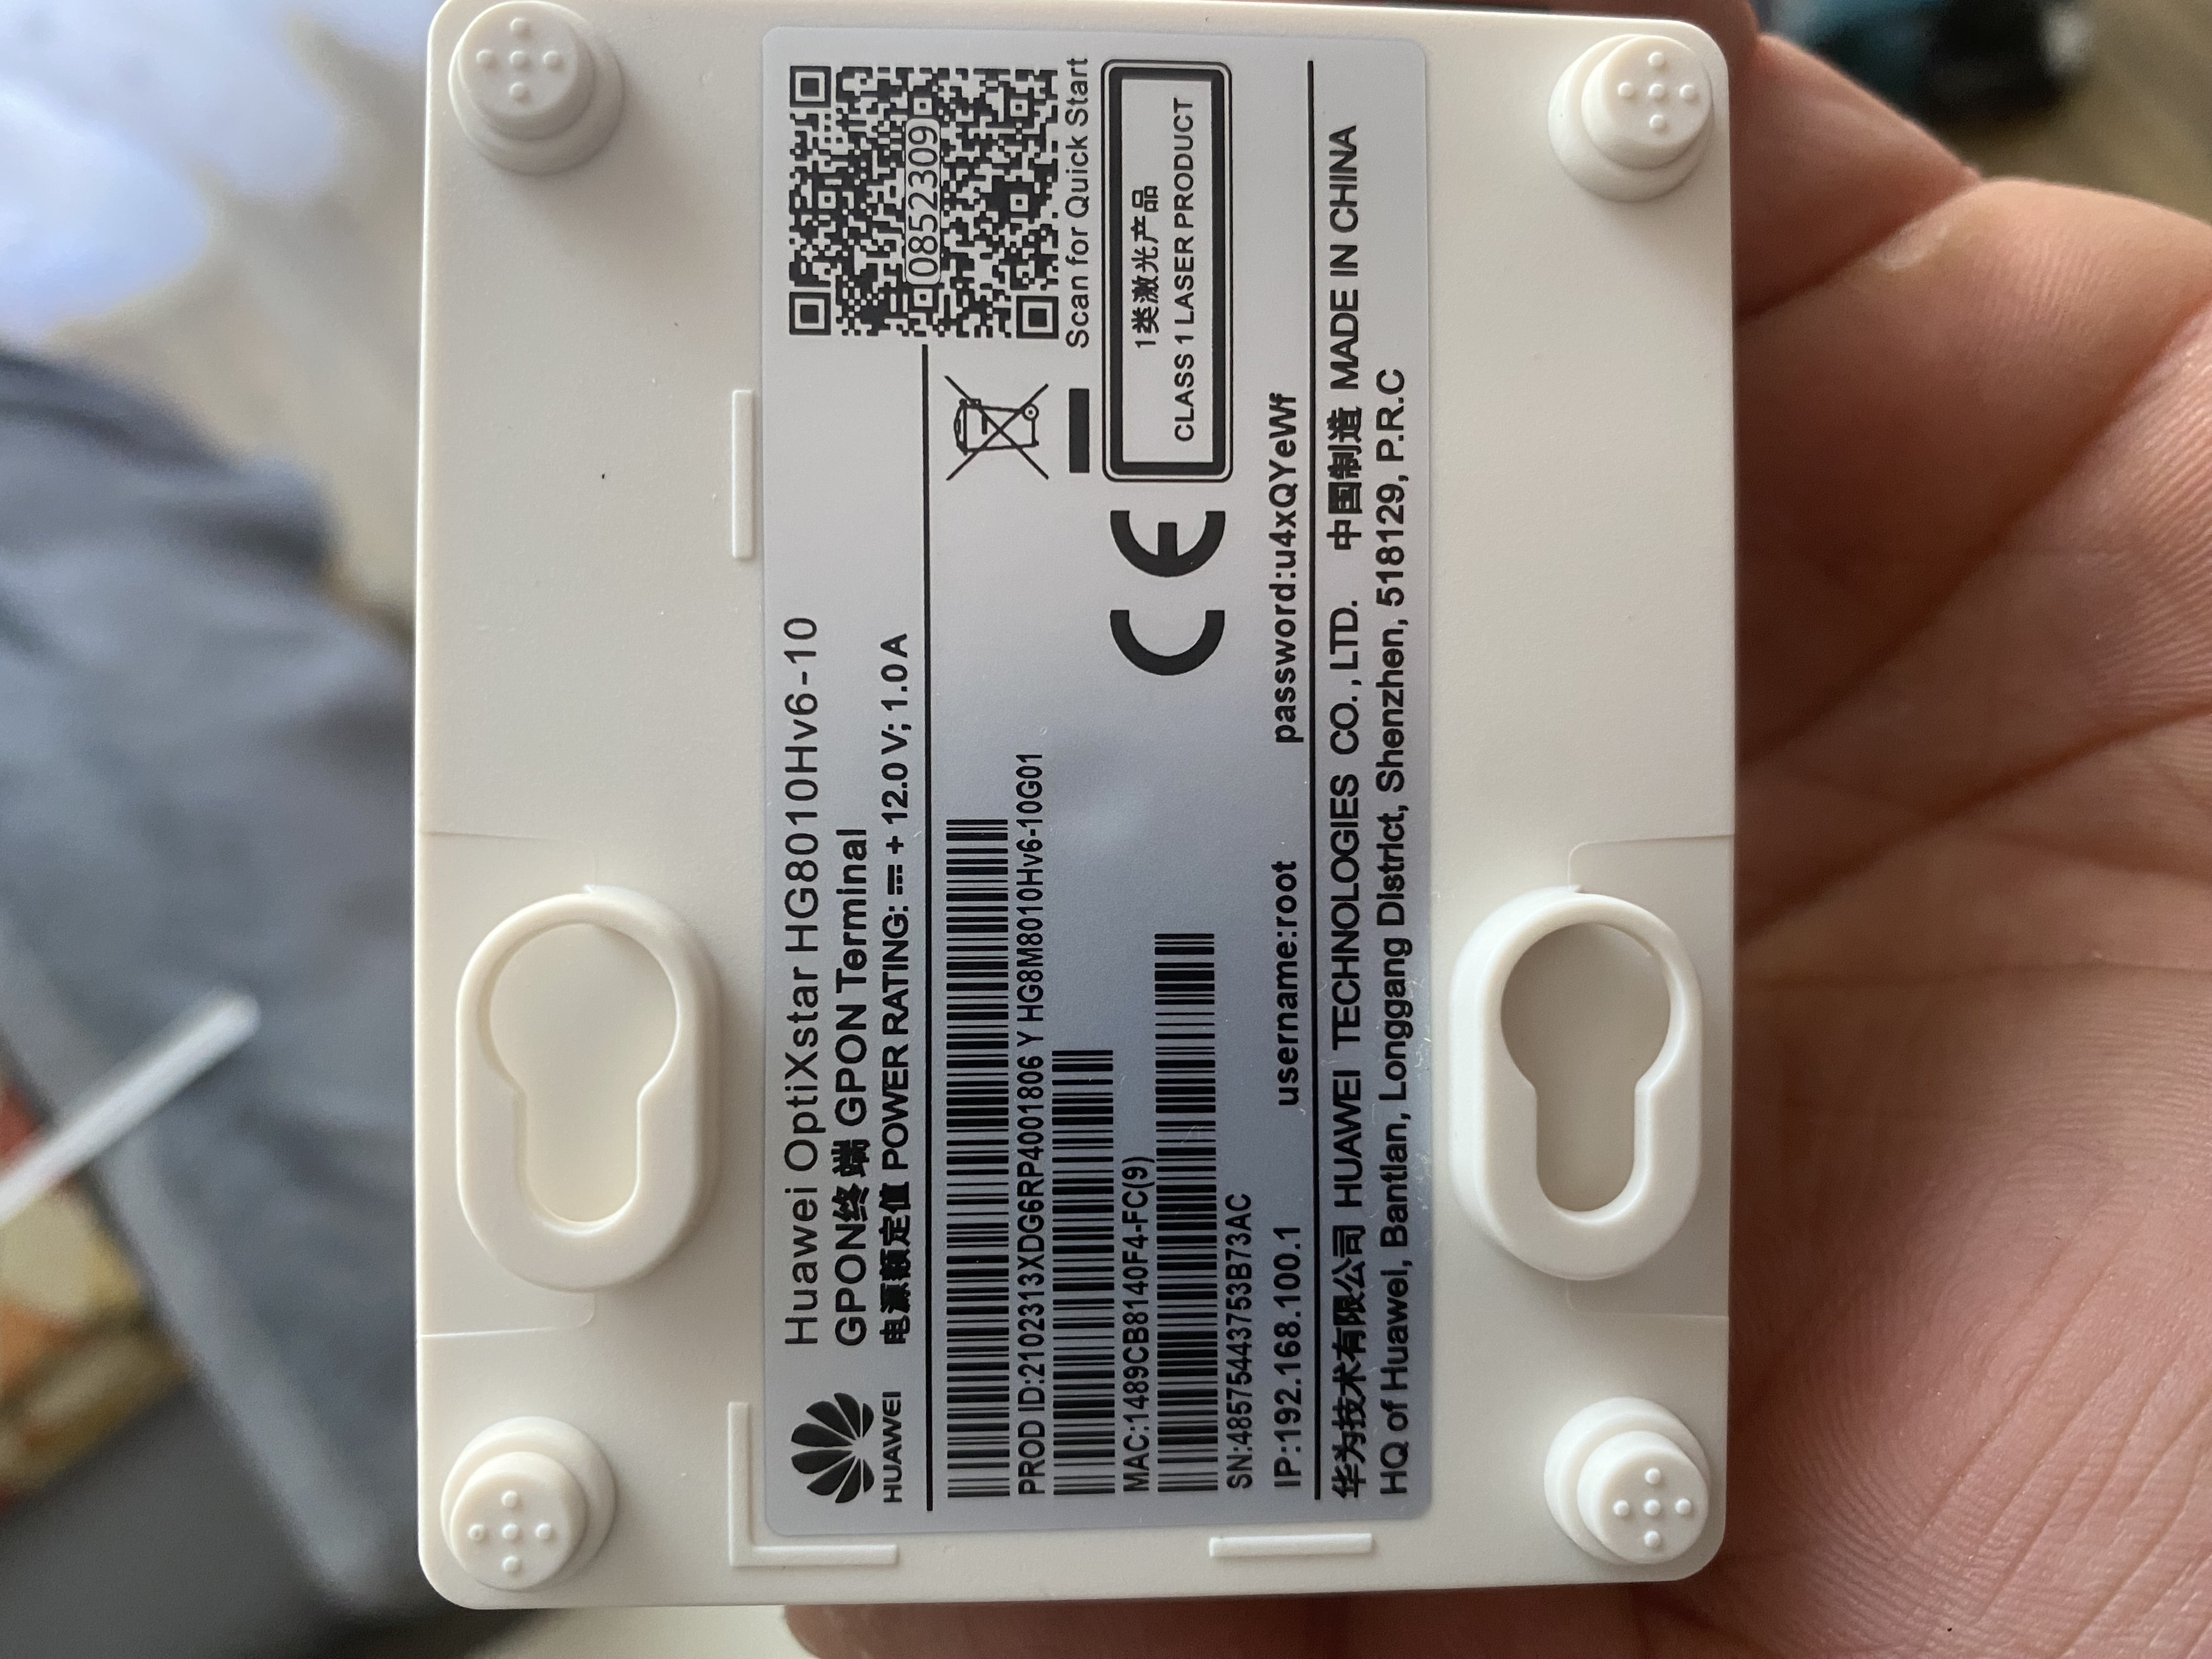 HUAWEI
Huawei OptiXstar HG8010Hv6-10
GPON终端 GPON Terminal
电源额定值 POWER RATING: ⎓ + 12.0 V; 1.0 A
08522309
Scan for Quick Start
PROD ID:2102313XDG6RP4001806 Y HG8M8010Hv6-10G01
MAC:1489CB8140F4-FC(9)
SN:48575443753B73AC
CE
1类激光产品
CLASS 1 LASER PRODUCT
IP:192.168.100.1 username:root password:u4xQYeWf
华为技术有限公司 HUAWEI TECHNOLOGIES CO., LTD. 中国制造 MADE IN CHINA
HQ of Huawei, Bantian, Longgang District, Shenzhen, 518129, P.R.C